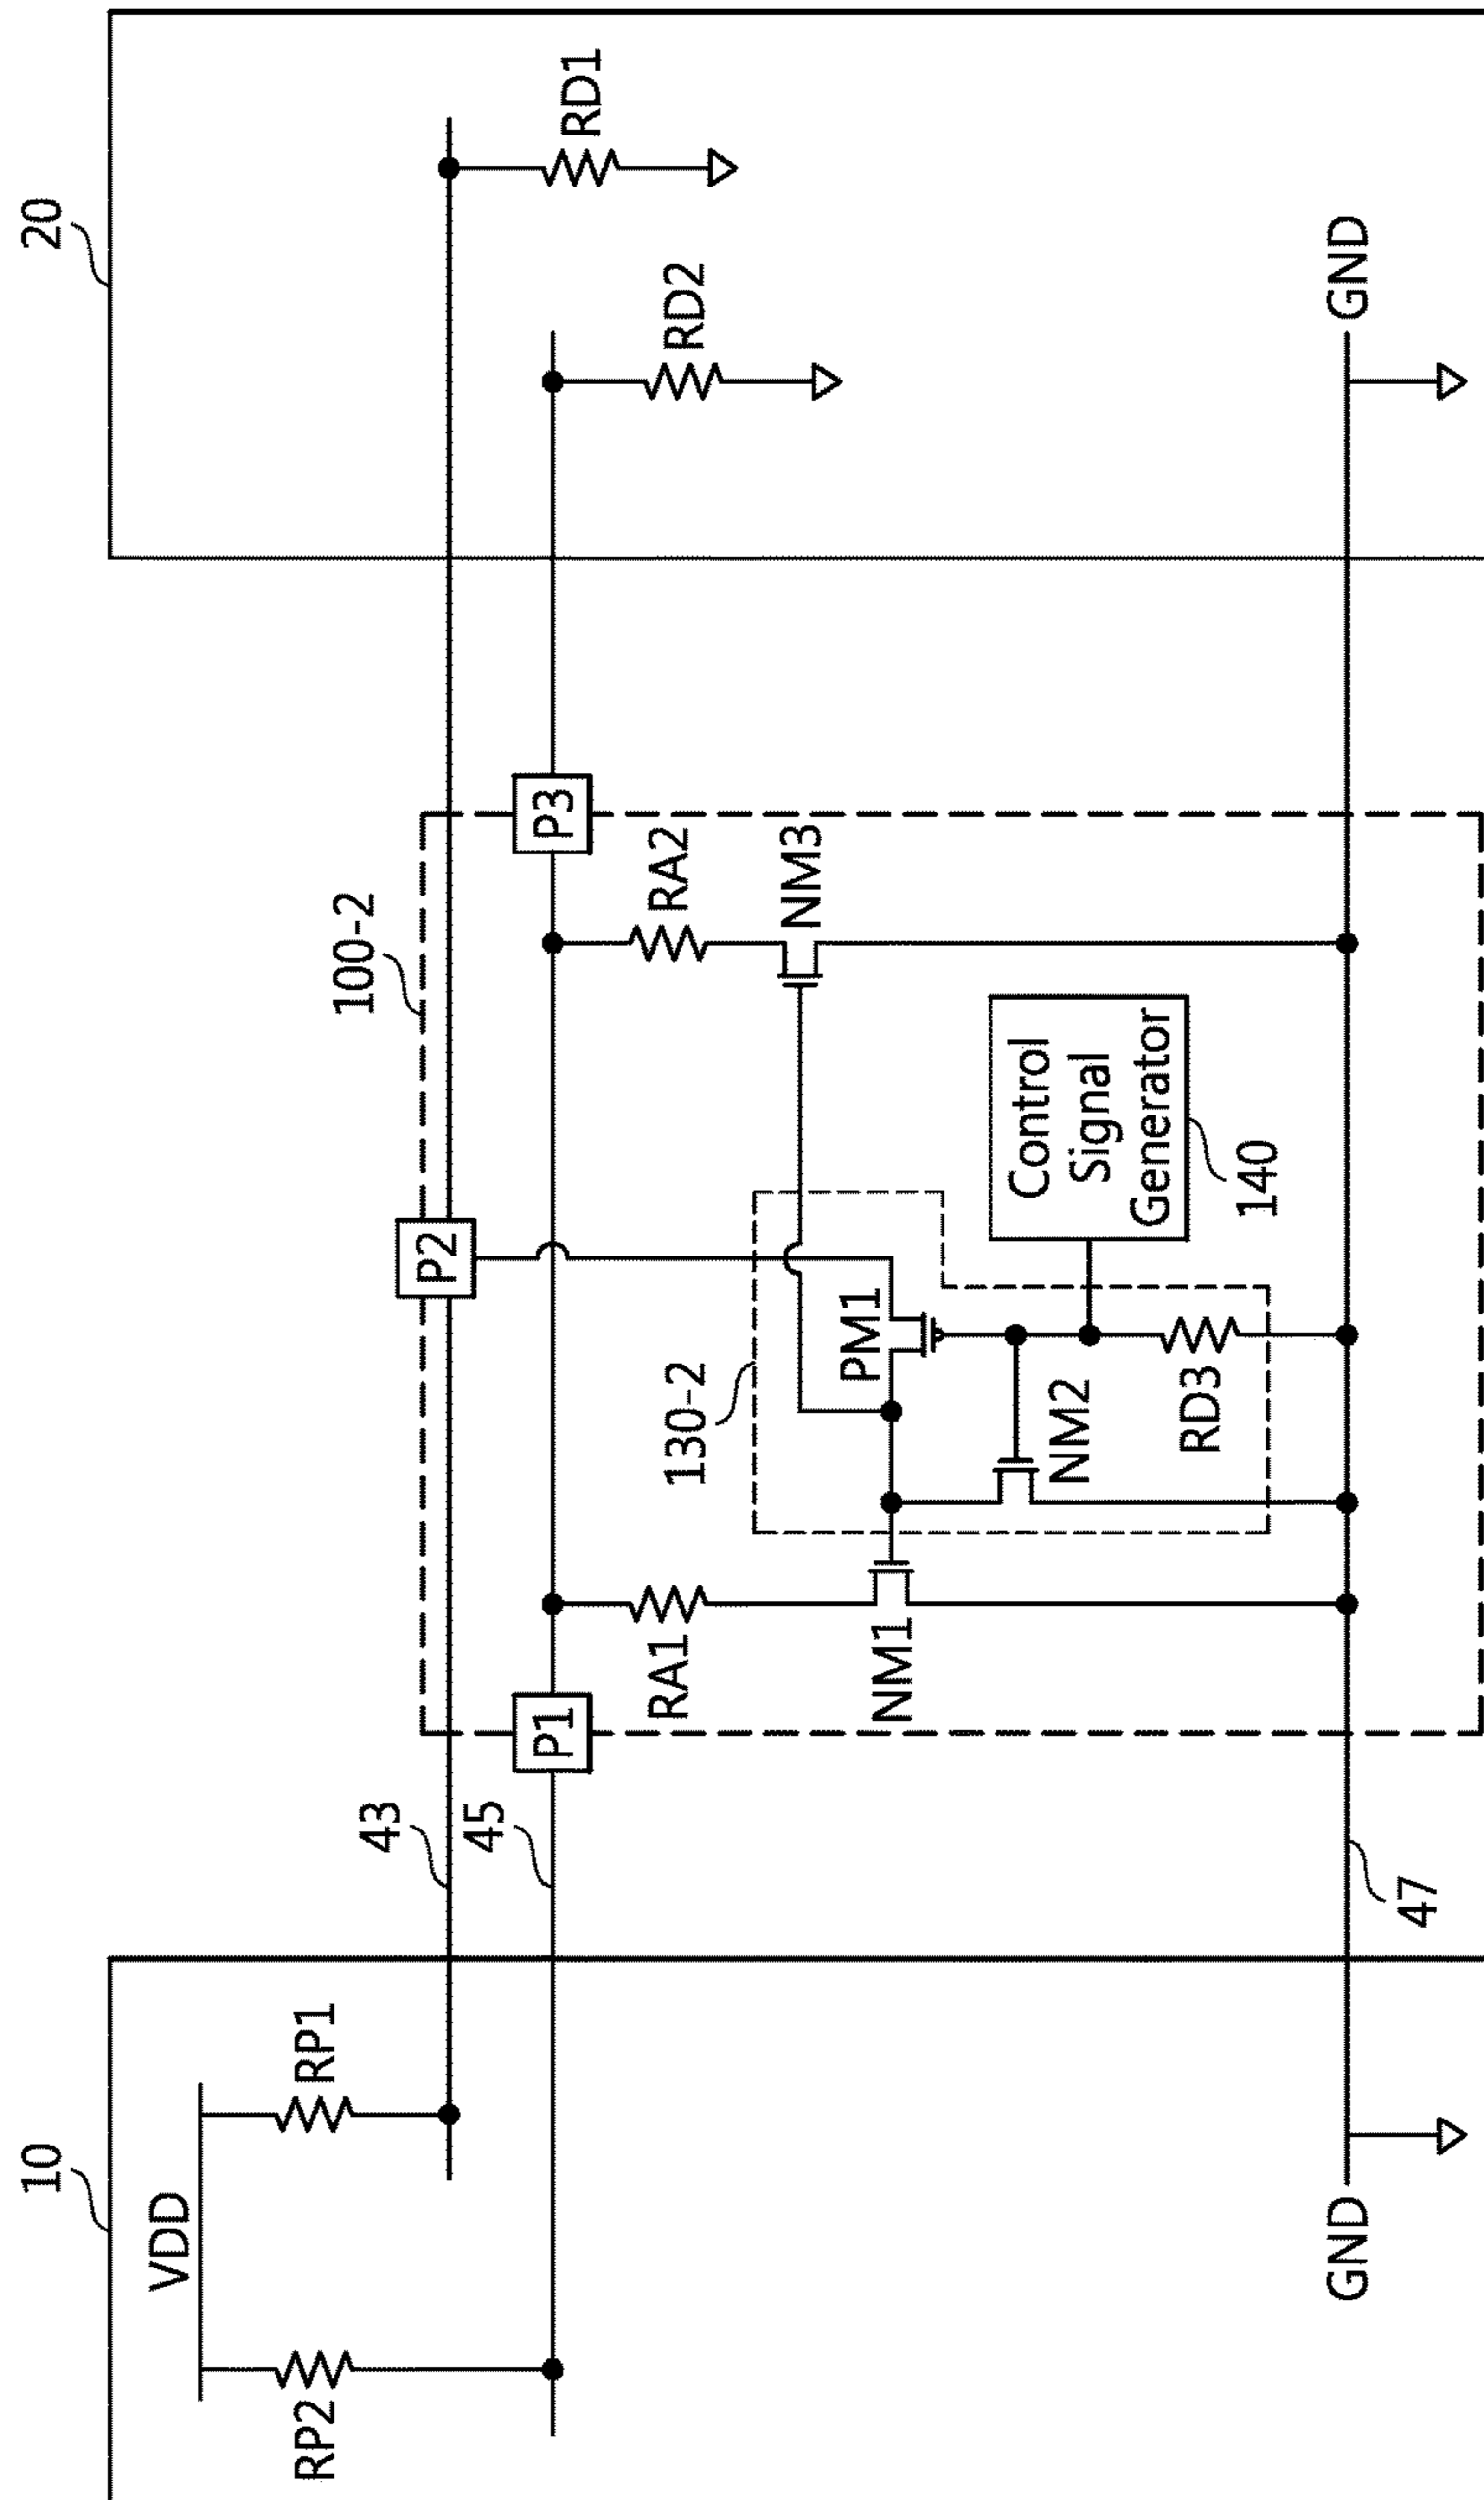 10
20
VDD
RP2
RP1
43
45
100-2
P2
P1
P3
RD1
RD2
RA1
RA2
130-2
NM3
PM1
NM1
NM2
Control
Signal
Generator
RD3
140
GND
47
GND